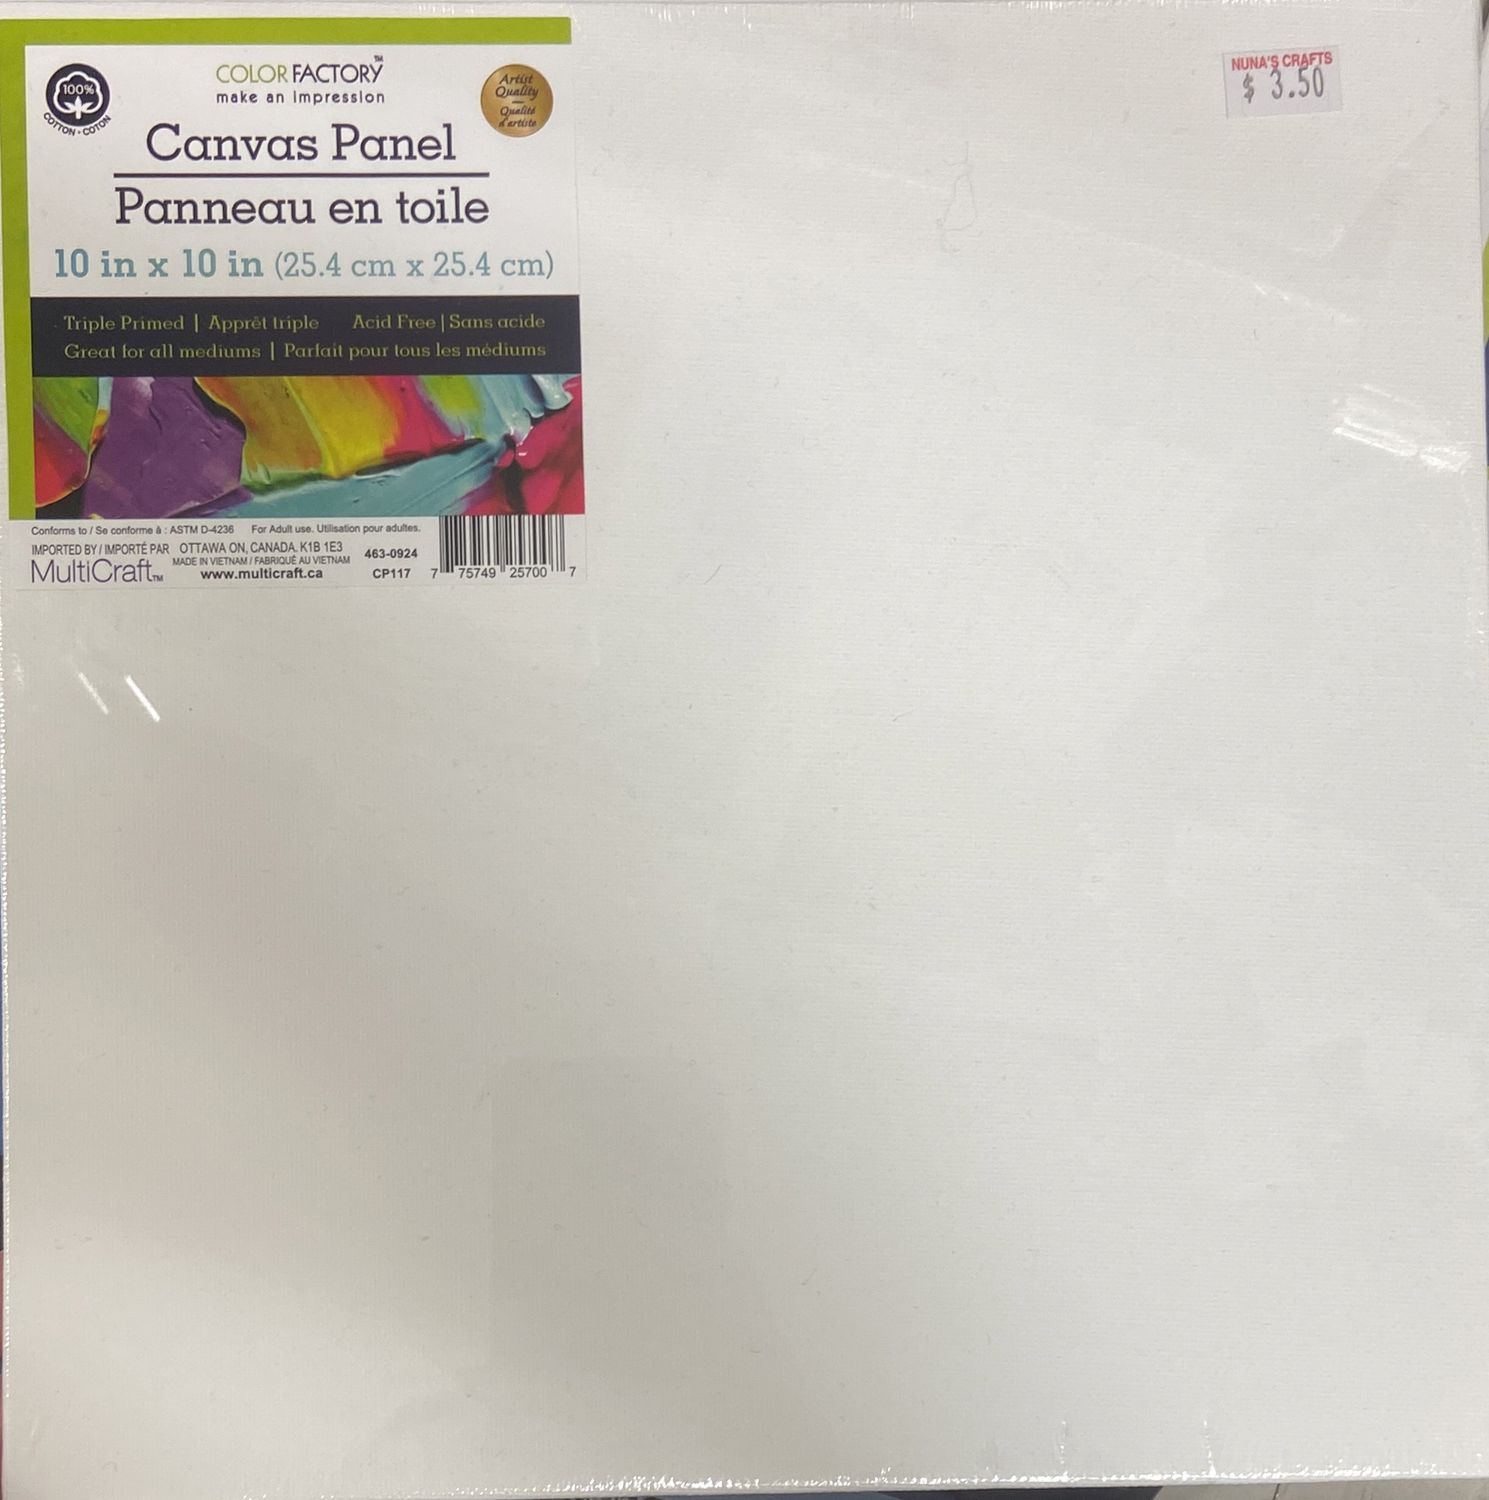 100%
COTTON • COTON
COLOR FACTORY™
make an impression
Artist
Quality
Qualité
d'artiste
Canvas Panel
Panneau en toile
10 in x 10 in (25.4 cm x 25.4 cm)
Triple Primed | Apprêt triple Acid Free | Sans acide
Great for all mediums | Parfait pour tous les médiums
Conforms to / Se conforme à : ASTM D-4236 For Adult use. Utilisation pour adultes.
IMPORTED BY / IMPORTÉ PAR OTTAWA ON, CANADA. K1B 1E3
MultiCraft™ MADE IN VIETNAM / FABRIQUÉ AU VIETNAM
www.multicraft.ca
463-0924
CP117
7 75749 25700 7
NUNA'S CRAFTS
$ 3.50